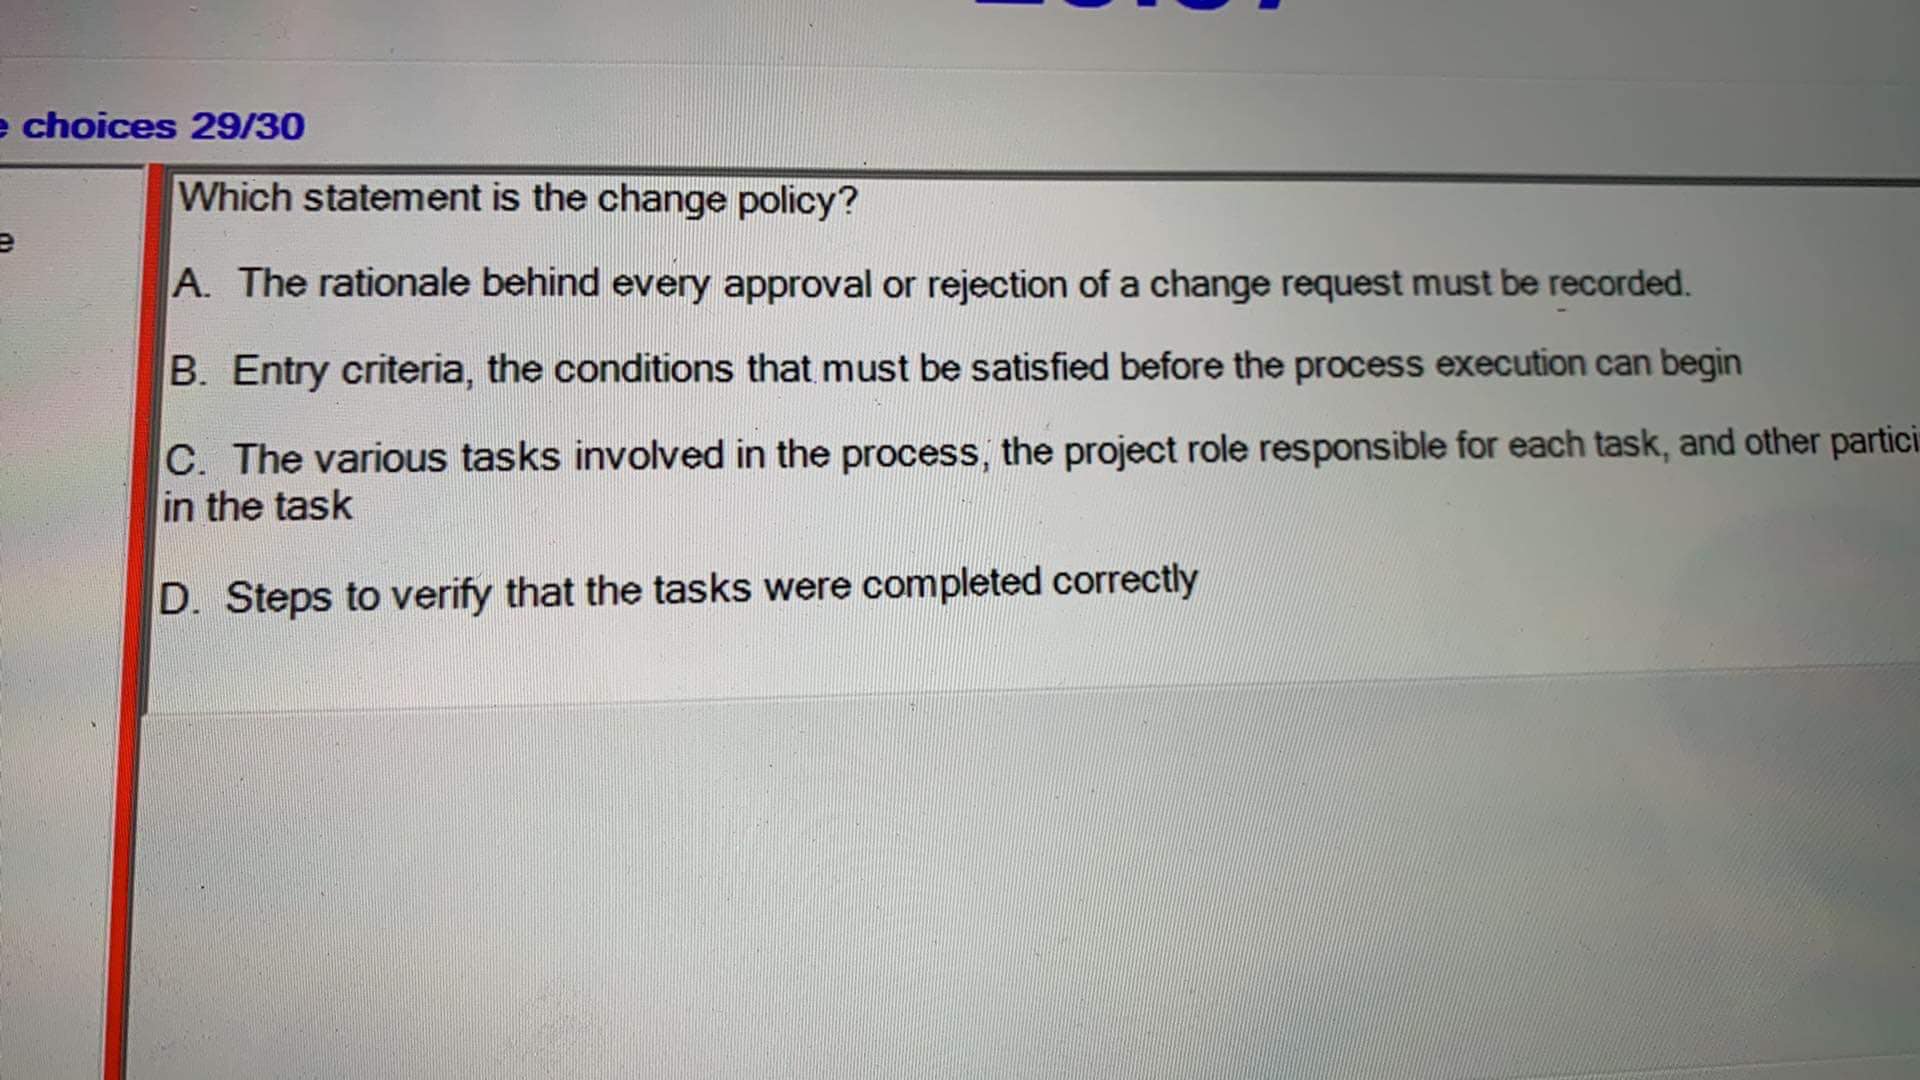 choices 29/30
Which statement is the change policy?
A. The rationale behind every approval or rejection of a change request must be recorded.
B. Entry criteria, the conditions that must be satisfied before the process execution can begin
C. The various tasks involved in the process, the project role responsible for each task, and other partici
in the task
D. Steps to verify that the tasks were completed correctly